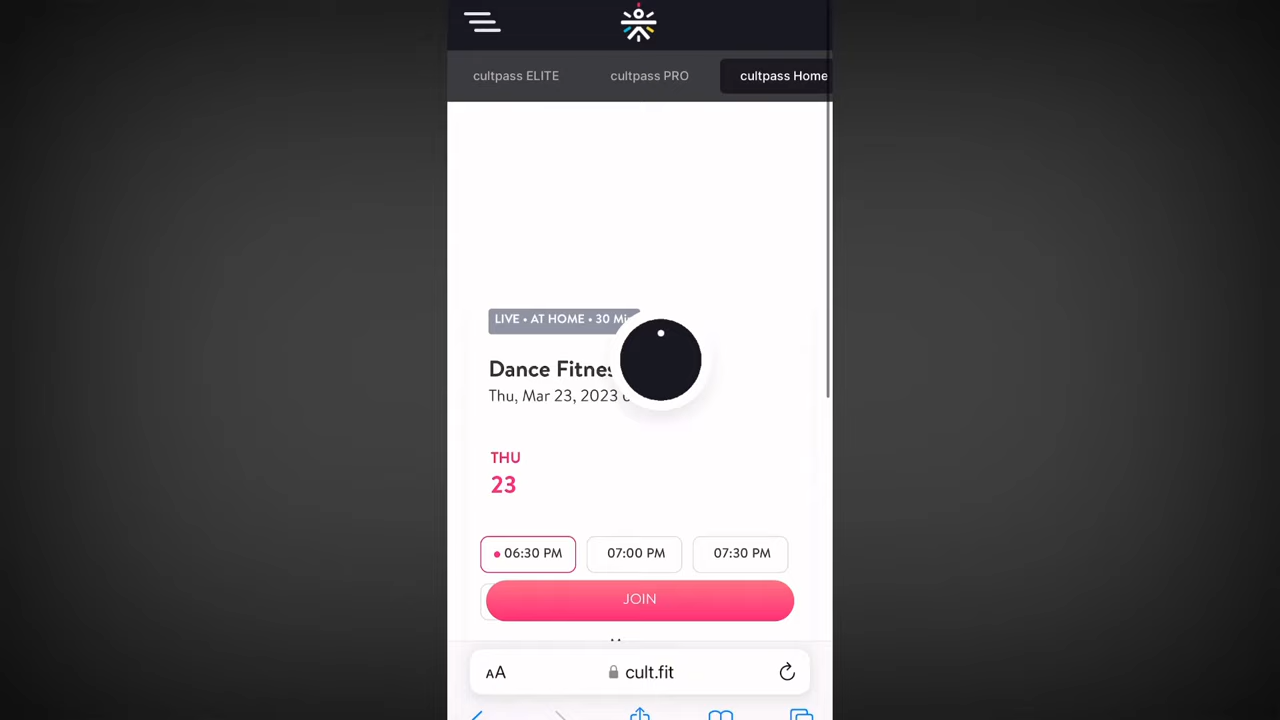 cultpass ELITE cultpass PRO cultpass Home
LIVE • AT HOME • 30 Min
Dance Fitnes
Thu, Mar 23, 2023
THU
23
06:30 PM 07:00 PM 07:30 PM
JOIN
AA cult.fit